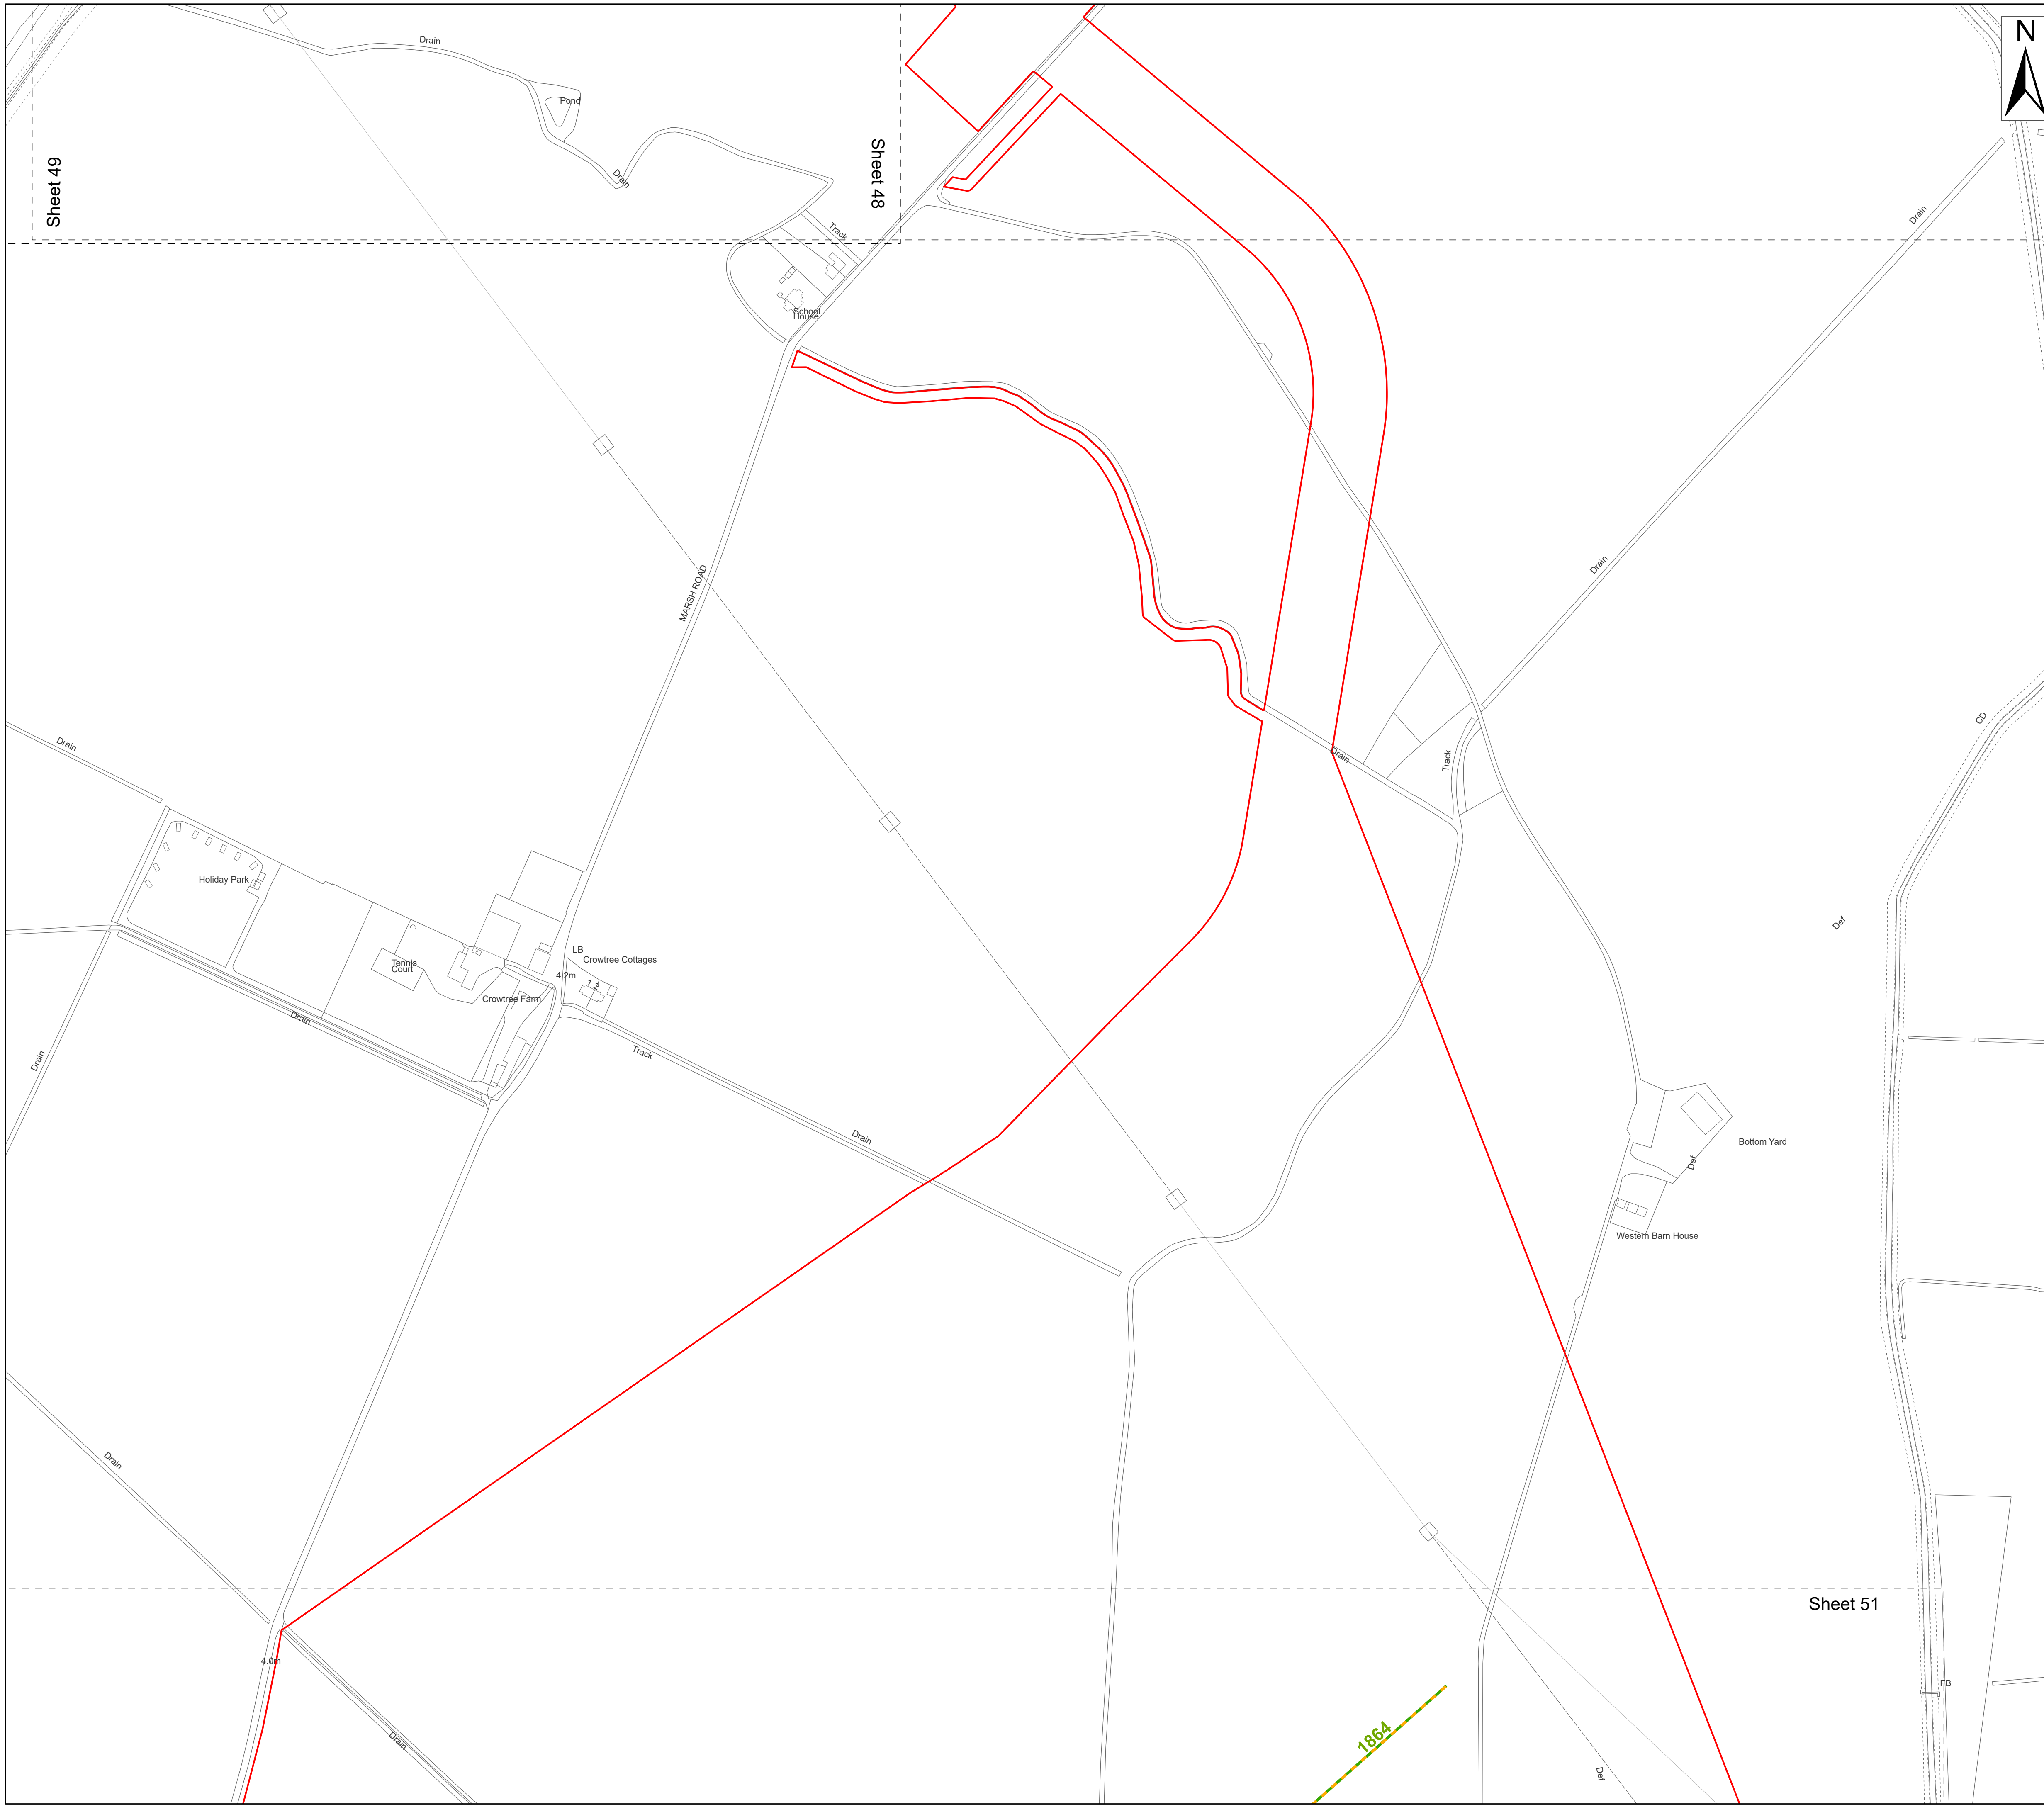 N
Drain
Pond
Drain
Sheet 49
Sheet 48
Track
Drain
School
House
Drain
MARSH ROAD
CD
Drain
Drain
Track
Holiday Park
Def
LB
Crowtree Cottages
Tennis
Court
4.2m
1
2
Crowtree Farm
Drain
Drain
Track
Drain
Bottom Yard
Def
Western Barn House
Drain
Sheet 51
4.0m
FB
Drain
1864
Def